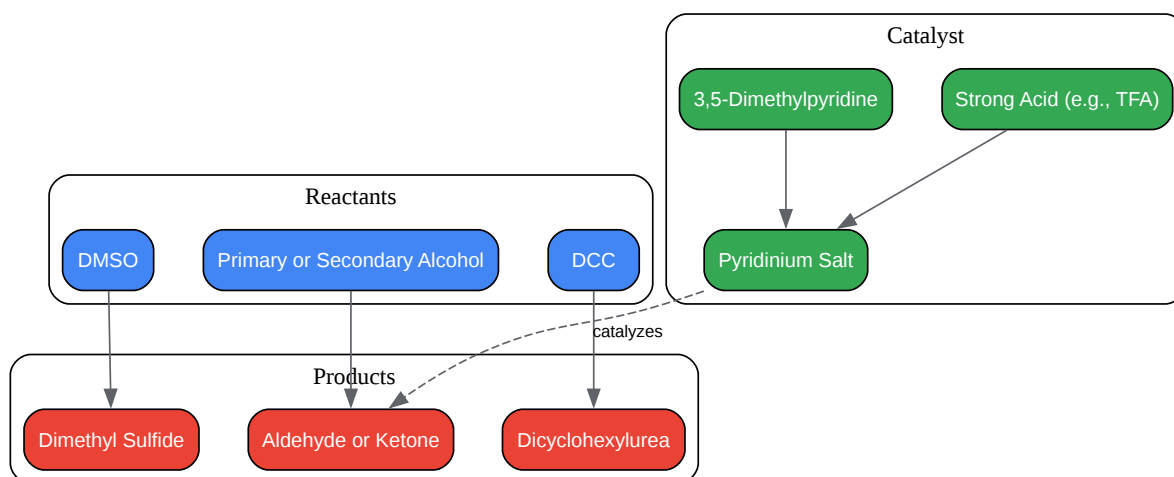 Catalyst
3,5-Dimethylpyridine
Strong Acid (e.g., TFA)
Reactants
DMSO
Primary or Secondary Alcohol
DCC
Pyridinium Salt
catalyzes
Products
Dimethyl Sulfide
Aldehyde or Ketone
Dicyclohexylurea